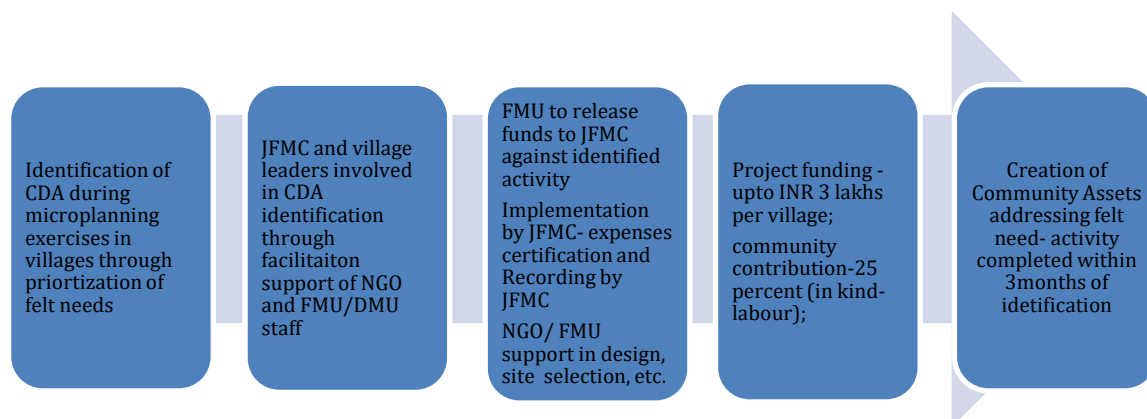 Identification of
CDA during
microplanning
exercises in
villages through
priortization of
felt needs
JFMC and village
leaders involved in
CDA
identification
through
facilitaiton
support of NGO
and FMU/DMU
staff
FMU to release
funds to JFMC
against identified
activity
Implementation
by JFMC- expenses
certification and
Recording by
JFMC
NGO/ FMU
support in design,
site selection, etc.
Project funding -
upto INR 3 lakhs
per village;
community
contribution-25
percent (in kind-
labour);
Creation of
Community Assets
addressing felt
need- activity
completed within
3months of
idetification